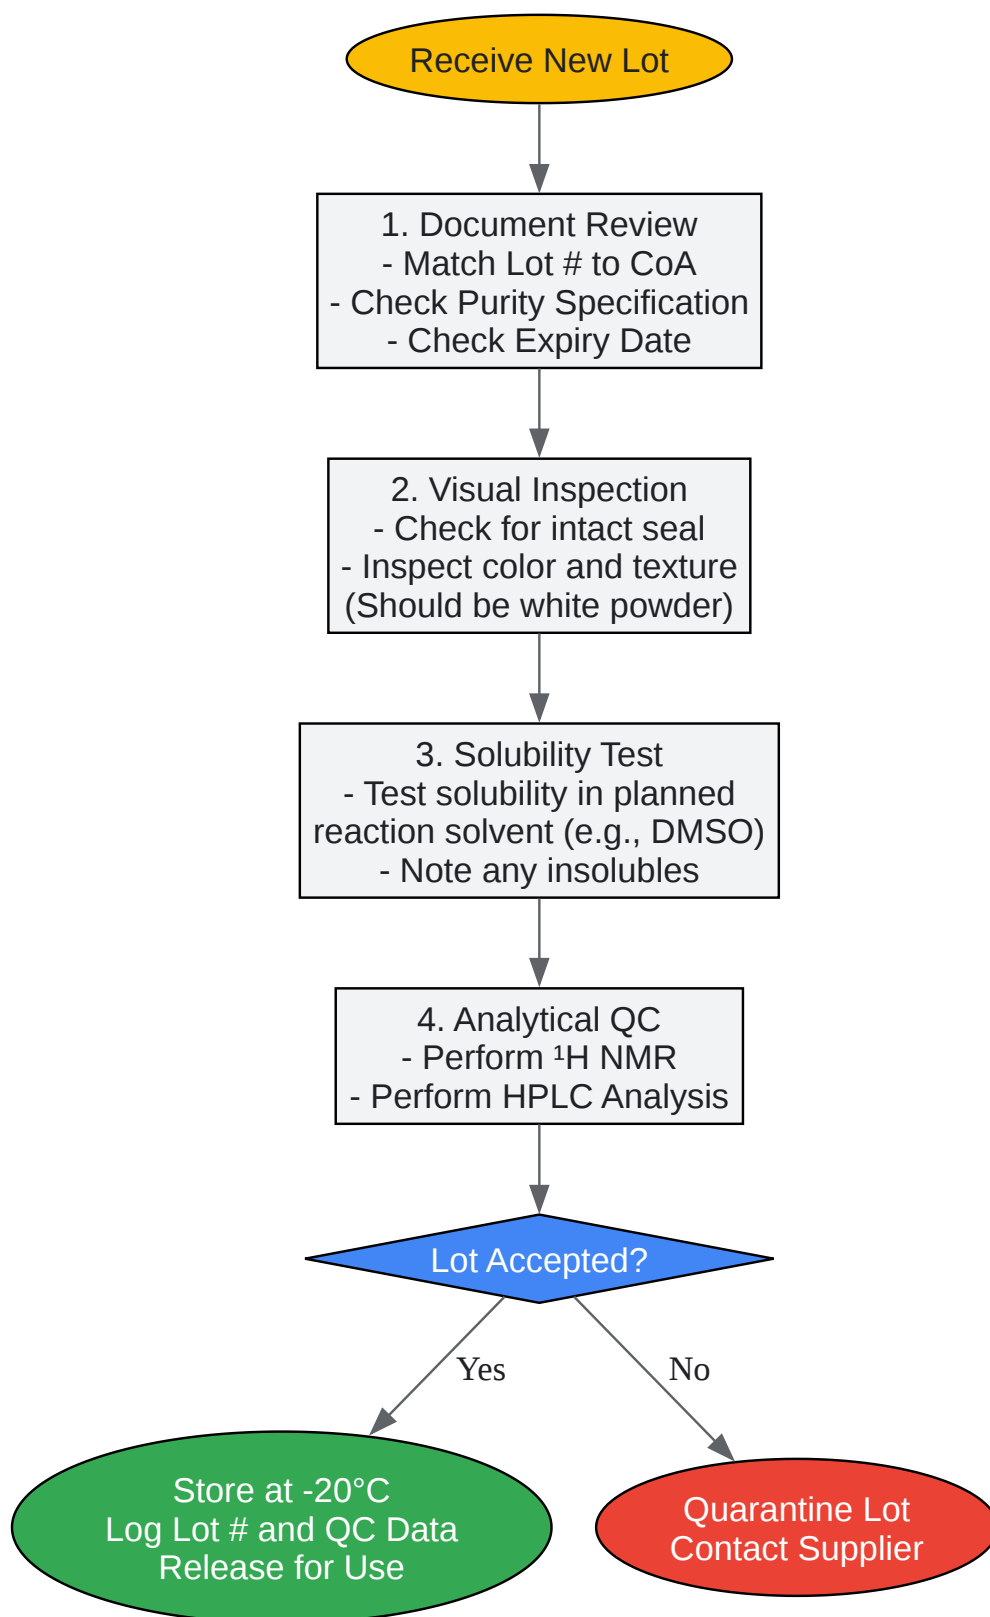 Receive New Lot
1. Document Review
- Match Lot # to CoA
- Check Purity Specification
- Check Expiry Date
2. Visual Inspection
- Check for intact seal
- Inspect color and texture
(Should be white powder)
3. Solubility Test
- Test solubility in planned
reaction solvent (e.g., DMSO)
- Note any insolubles
4. Analytical QC
- Perform ¹H NMR
- Perform HPLC Analysis
Lot Accepted?
Yes
No
Store at -20°C
Log Lot # and QC Data
Release for Use
Quarantine Lot
Contact Supplier